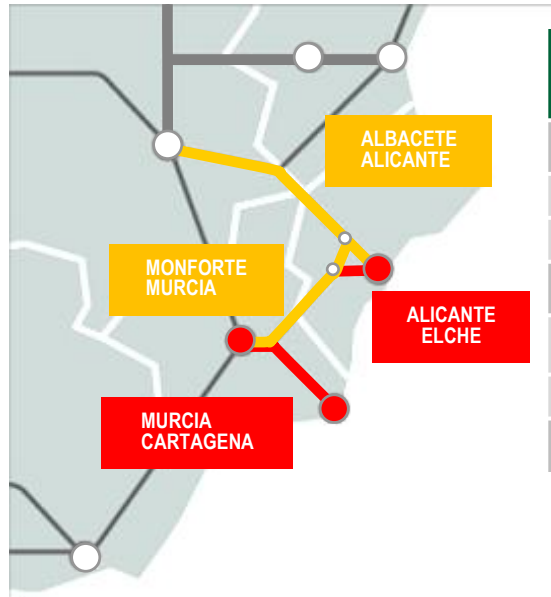 ALBACETE
ALICANTE
MONFORTE
MURCIA
ALICANTE
ELCHE
MURCIA
CARTAGENA